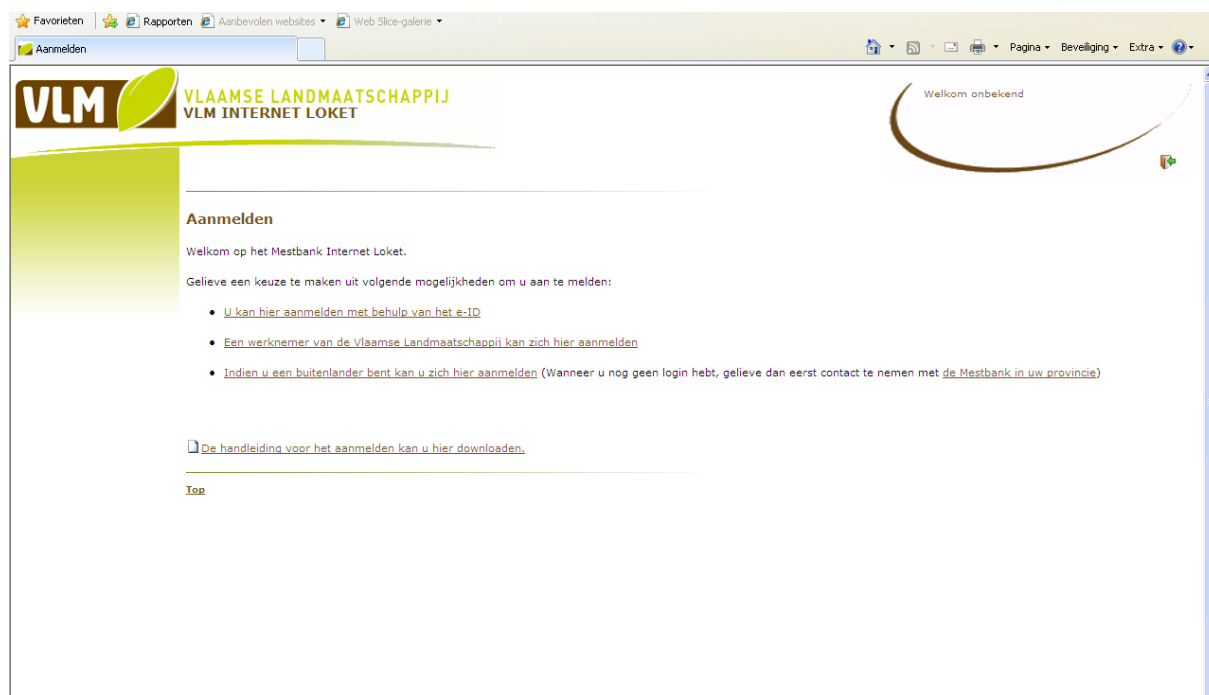 Favorieten Rapporten Aanbevolen websites Web Slice-galerie
Aanmelden Pagina Beveiliging Extra
VLM VLAAMSE LANDMAATSCHAPPIJ
VLM INTERNET LOKET
Welkom onbekend
Aanmelden
Welkom op het Mestbank Internet Loket.
Gelieve een keuze te maken uit volgende mogelijkheden om u aan te melden:
• U kan hier aanmelden met behulp van het e-ID
• Een werknemer van de Vlaamse Landmaatschappij kan zich hier aanmelden
• Indien u een buitenlander bent kan u zich hier aanmelden (Wanneer u nog geen login hebt, gelieve dan eerst contact te nemen met de Mestbank in uw provincie)
De handleiding voor het aanmelden kan u hier downloaden.
Top